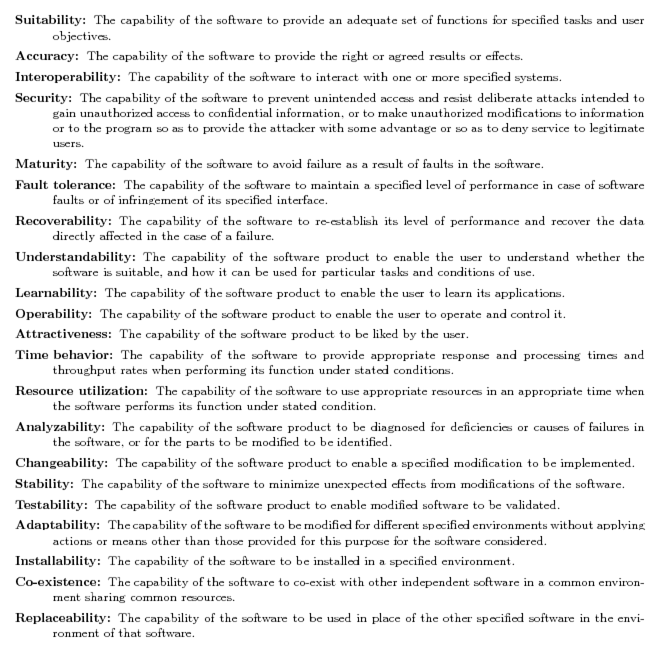 Suitability: The capability of the software to provide an adequate set of functions for specified tasks and user
objectives.
Accuracy: The capability of the software to provide the right or agreed results or effects.
Interoperability: The capability of the software to interact with one or more specified systems.
Security: The capability of the software to prevent unintended access and resist deliberate attacks intended to
gain unauthorized access to confidential information, or to make unauthorized modifications to information
or to the program so as to provide the attacker with some advantage or so as to deny service to legitimate
users.
Maturity: The capability of the software to avoid failure as a result of faults in the software.
Fault tolerance: The capability of the software to maintain a specified level of performance in case of software
faults or of infringement of its specified interface.
Recoverability: The capability of the software to re-establish its level of performance and recover the data
directly affected in the case of a failure.
Understandability: The capability of the software product to enable the user to understand whether the
software is suitable, and how it can be used for particular tasks and conditions of use.
Learnability: The capability of the software product to enable the user to learn its applications.
Operability: The capability of the software product to enable the user to operate and control it.
Attractiveness: The capability of the software product to be liked by the user.
Time behavior: The capability of the software to provide appropriate response and processing times and
throughput rates when performing its function under stated conditions.
Resource utilization: The capability of the software to use appropriate resources in an appropriate time when
the software performs its function under stated condition.
Analyzability: The capability of the software product to be diagnosed for deficiencies or causes of failures in
the software, or for the parts to be modified to be identified.
Changeability: The capability of the software product to enable a specified modification to be implemented.
Stability: The capability of the software to minimize unexpected effects from modifications of the software.
Testability: The capability of the software product to enable modified software to be validated.
Adaptability: The capability of the software to be modified for different specified environments without applying
actions or means other than those provided for this purpose for the software considered.
Installability: The capability of the software to be installed in a specified environment.
Co-existence: The capability of the software to co-exist with other independent software in a common environ-
ment sharing common resources.
Replaceability: The capability of the software to be used in place of the other specified software in the envi-
ronment of that software.